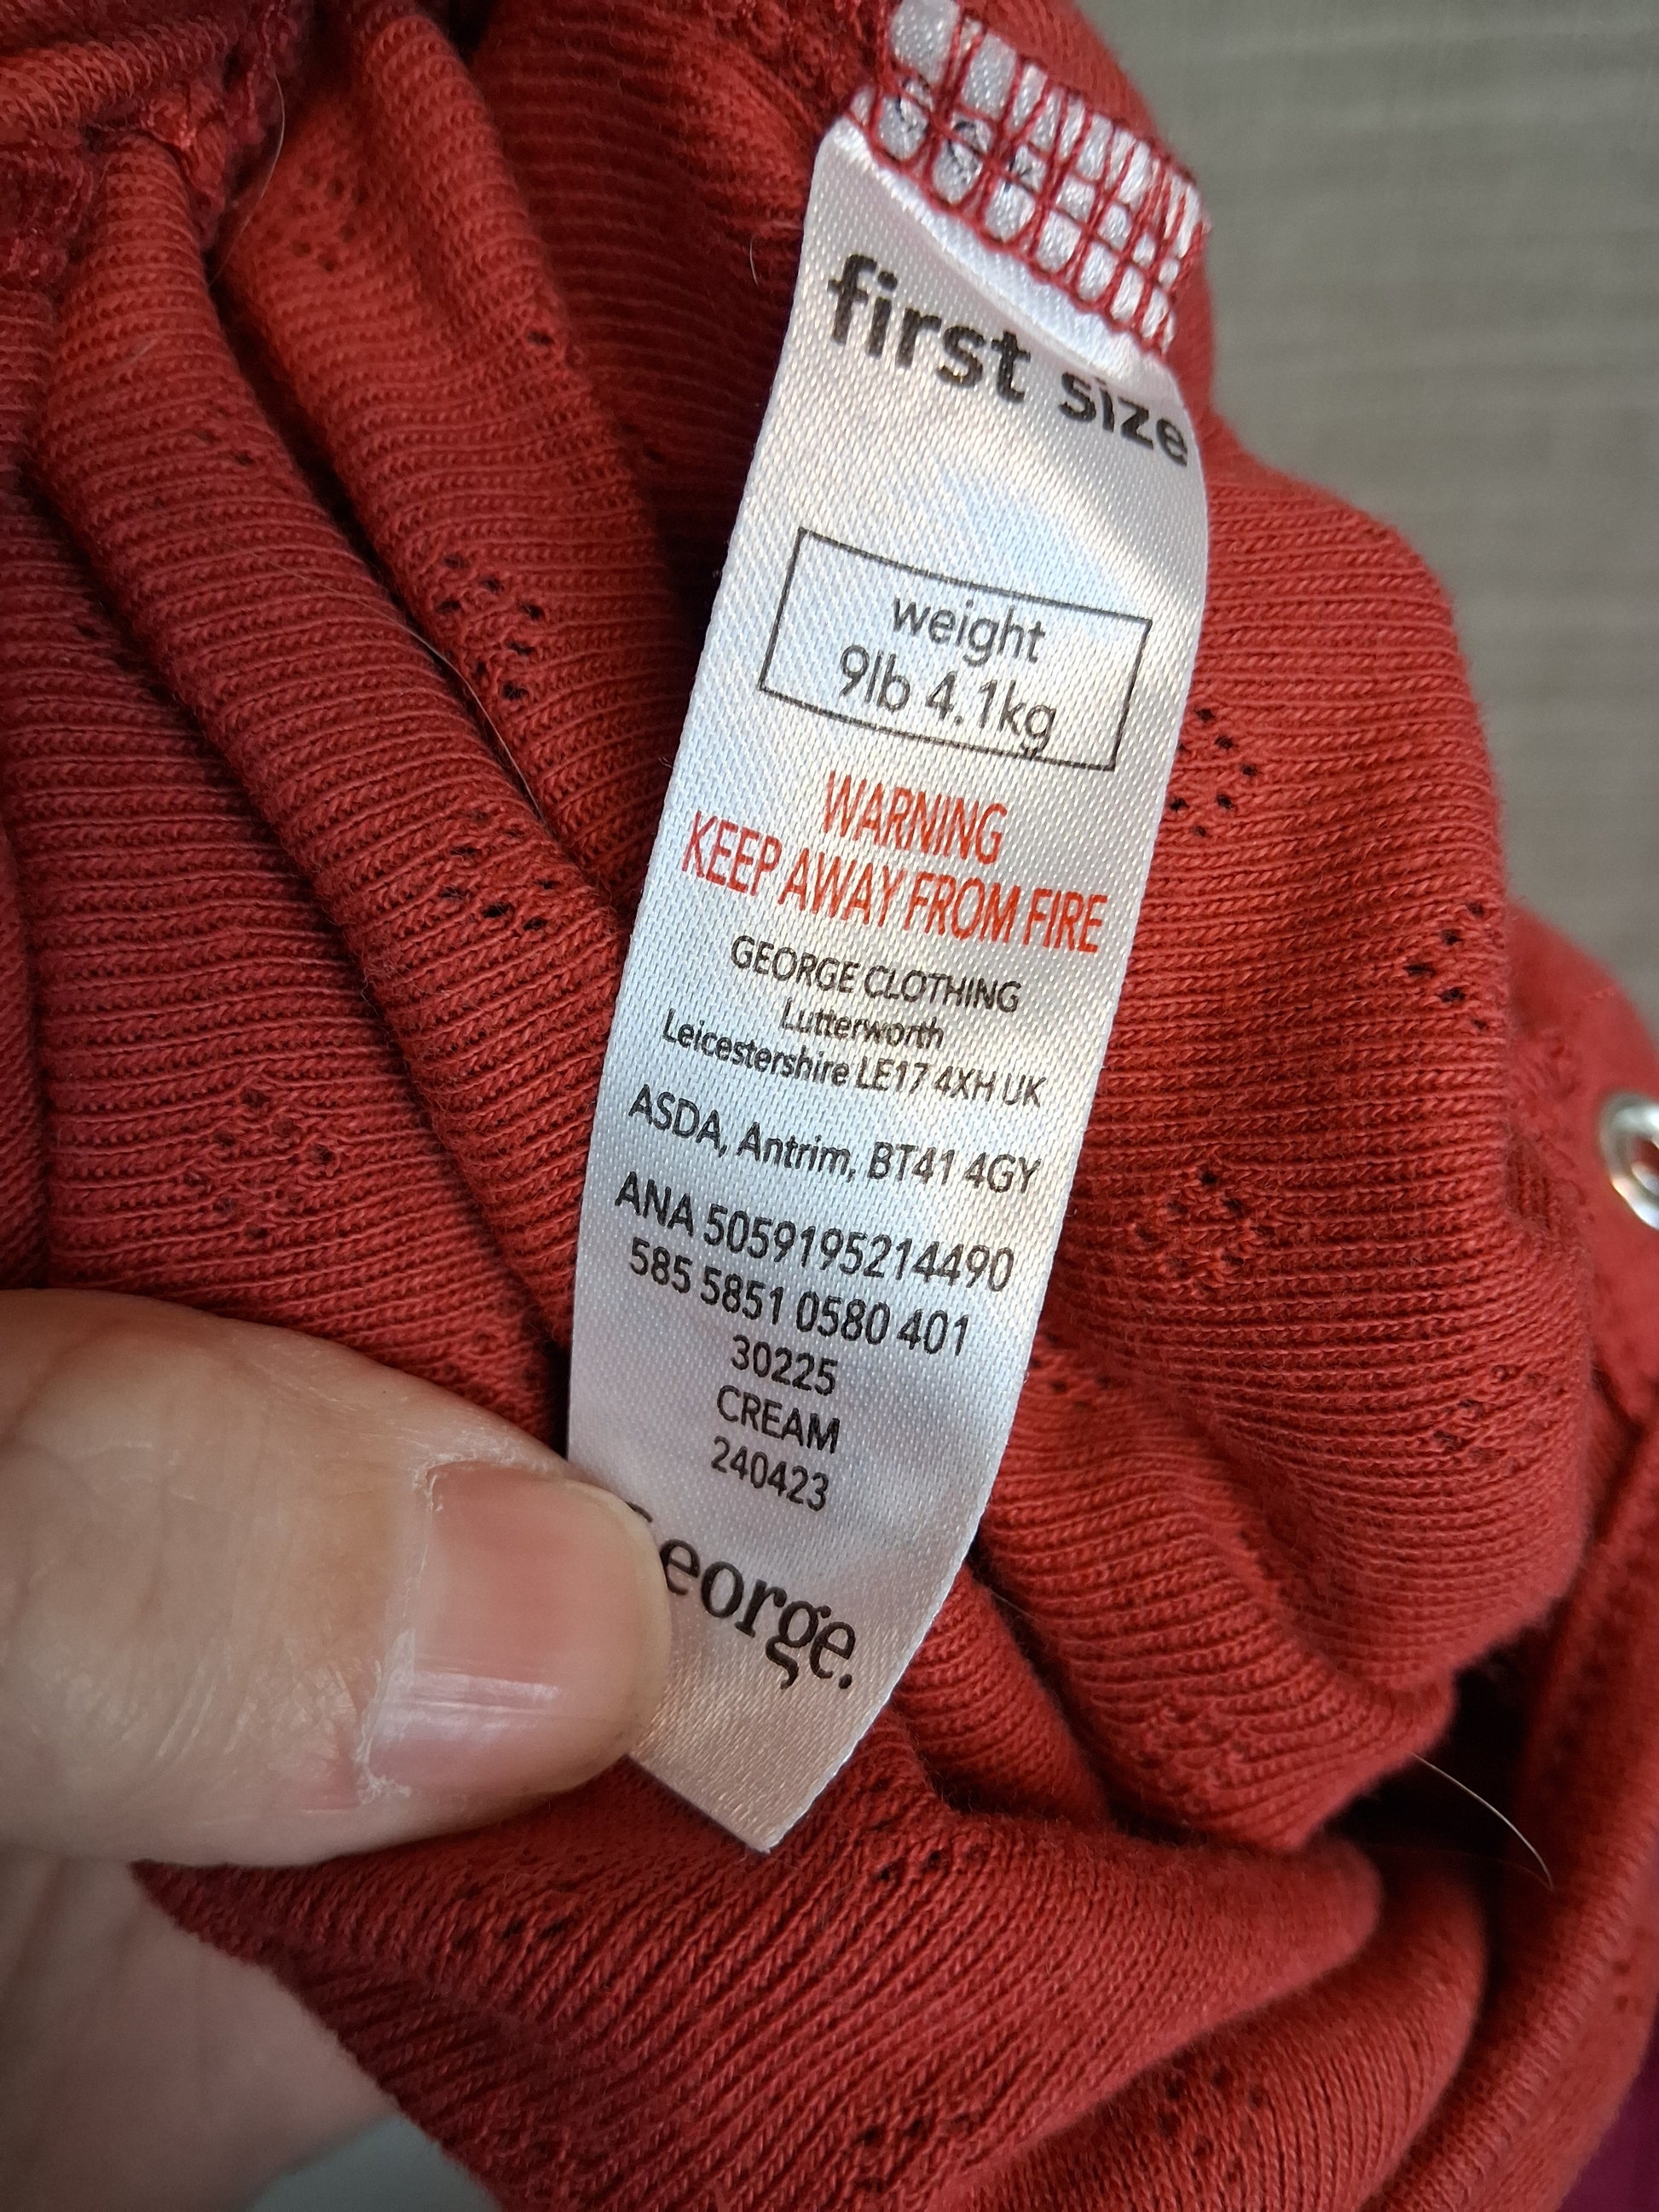 first size
weight
9lb 4.1kg
WARNING
KEEP AWAY FROM FIRE
GEORGE CLOTHING
Lutterworth
Leicestershire LE17 4XH UK
ASDA, Antrim, BT41 4GY
ANA 5059195214490
585 5851 0580 401
30225
CREAM
240423
George.